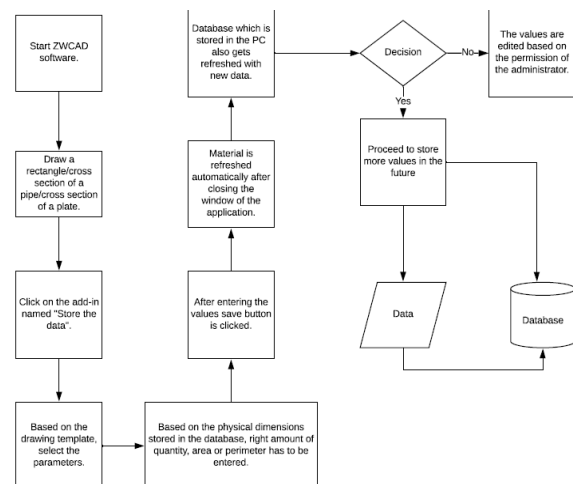 Start ZWCAD
software.
Draw a
rectangle/cross
section of a
pipe/cross section
of a plate.
Click on the add-in
named "Store the
data".
Based on the
drawing template,
select the
parameters.
Based on the physical dimensions
stored in the database, right amount of
quantity, area or perimeter has to be
entered.
After entering the
values save button
is clicked.
Material is
refreshed
automatically after
closing the
window of the
application.
Database which is
stored in the PC
also gets
refreshed with
new data.
Decision
No
The values are
edited based on
the permission of
the administrator.
Yes
Proceed to store
more values in the
future
Data
Database